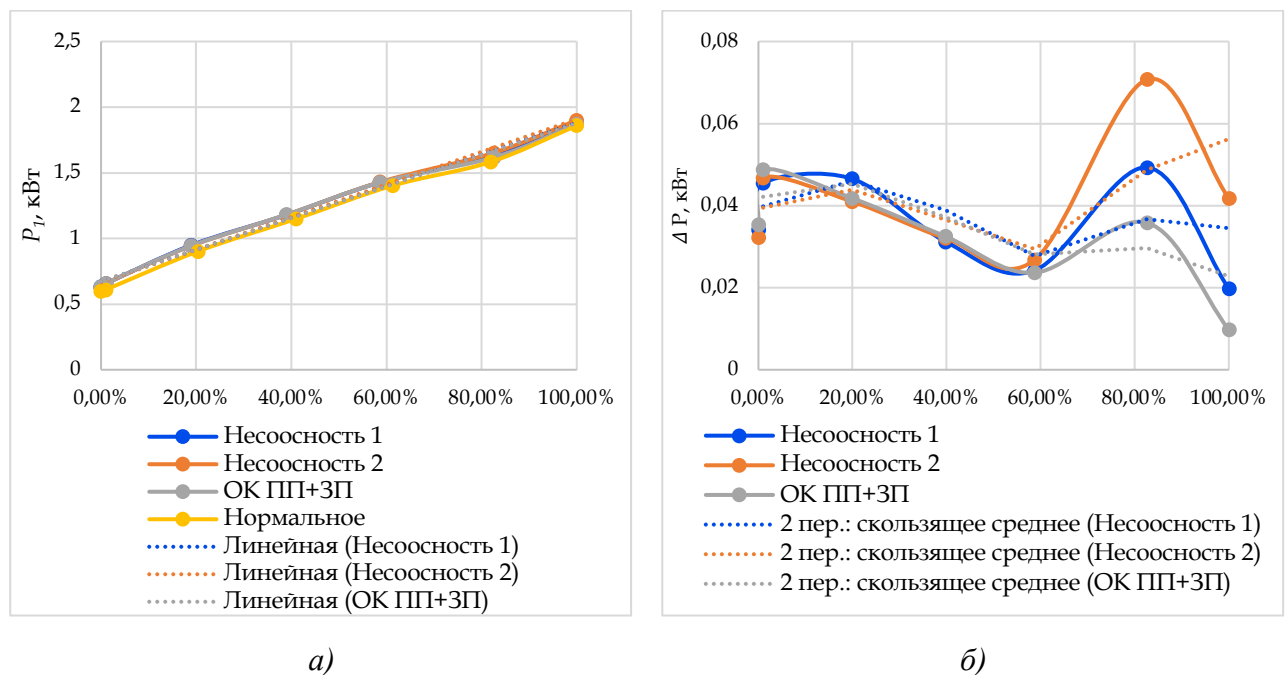 P₁, кВт
2,5
2
1,5
1
0,5
0
0,00% 20,00% 40,00% 60,00% 80,00% 100,00%
Несоосность 1
Несоосность 2
ОК ПП+ЗП
Нормальное
Линейная (Несоосность 1)
Линейная (Несоосность 2)
Линейная (ОК ПП+ЗП)
а)
Δ P, кВт
0,08
0,06
0,04
0,02
0
0,00% 20,00% 40,00% 60,00% 80,00% 100,00%
Несоосность 1
Несоосность 2
ОК ПП+ЗП
2 пер.: скользящее среднее (Несоосность 1)
2 пер.: скользящее среднее (Несоосность 2)
2 пер.: скользящее среднее (ОК ПП+ЗП)
б)